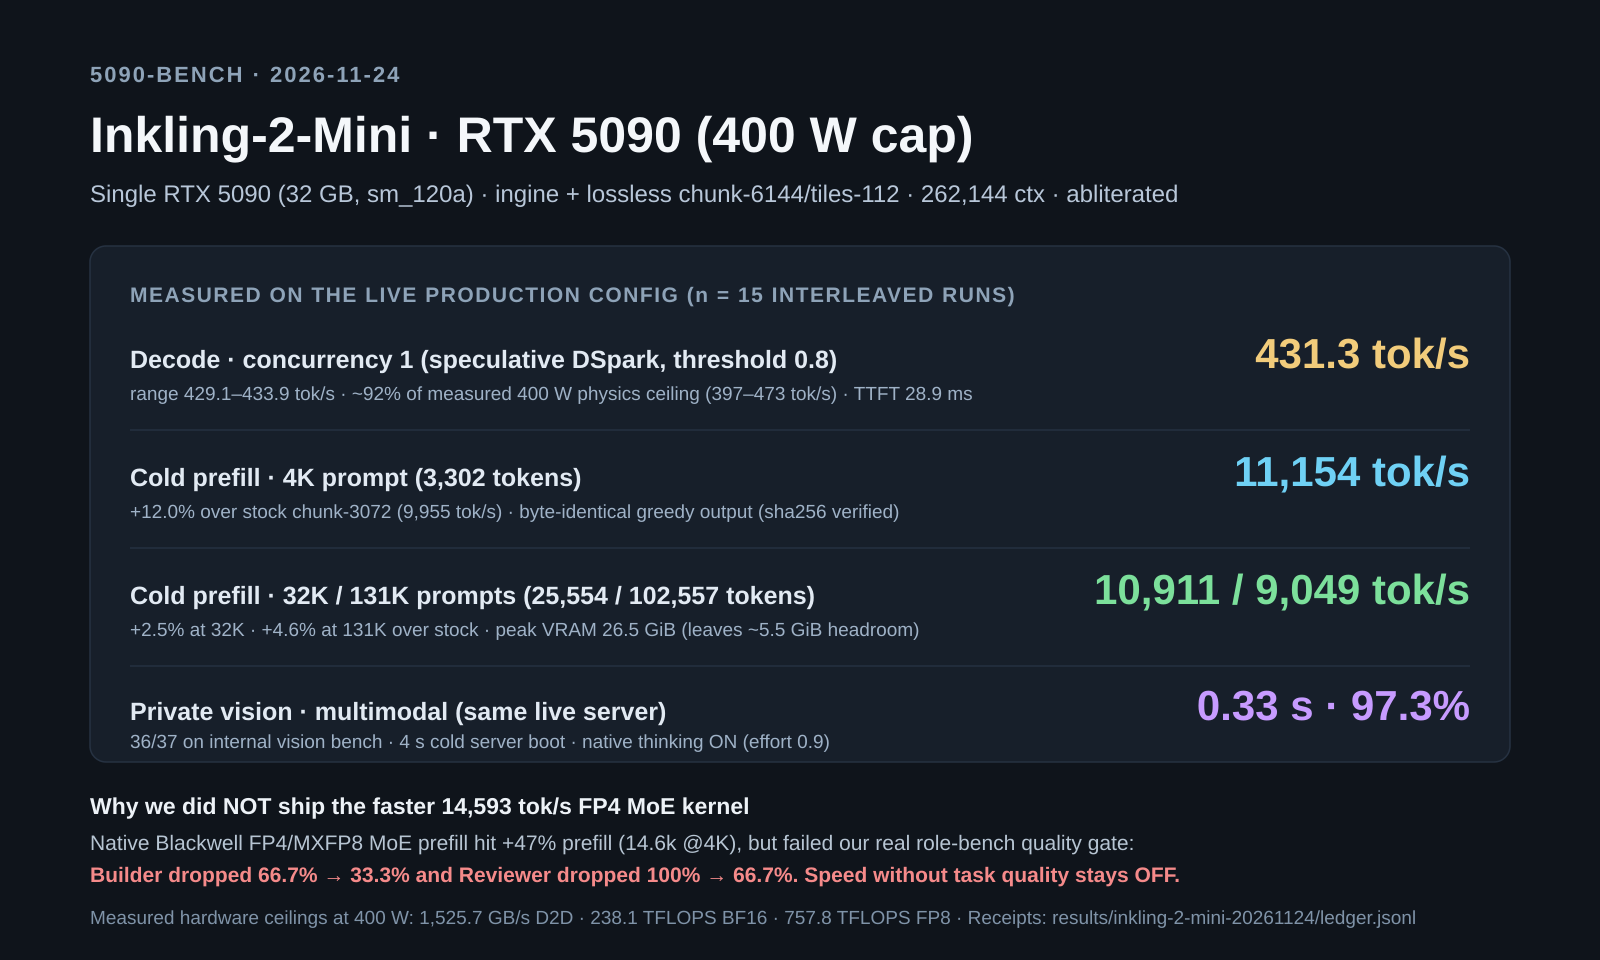 5090-BENCH · 2026-11-24
Inkling-2-Mini · RTX 5090 (400 W cap)
Single RTX 5090 (32 GB, sm_120a) · ingine + lossless chunk-6144/tiles-112 · 262,144 ctx · abliterated
MEASURED ON THE LIVE PRODUCTION CONFIG (n = 15 INTERLEAVED RUNS)
Decode · concurrency 1 (speculative DSpark, threshold 0.8)
431.3 tok/s
range 429.1–433.9 tok/s · ~92% of measured 400 W physics ceiling (397–473 tok/s) · TTFT 28.9 ms
Cold prefill · 4K prompt (3,302 tokens)
11,154 tok/s
+12.0% over stock chunk-3072 (9,955 tok/s) · byte-identical greedy output (sha256 verified)
Cold prefill · 32K / 131K prompts (25,554 / 102,557 tokens)
10,911 / 9,049 tok/s
+2.5% at 32K · +4.6% at 131K over stock · peak VRAM 26.5 GiB (leaves ~5.5 GiB headroom)
Private vision · multimodal (same live server)
0.33 s · 97.3%
36/37 on internal vision bench · 4 s cold server boot · native thinking ON (effort 0.9)
Why we did NOT ship the faster 14,593 tok/s FP4 MoE kernel
Native Blackwell FP4/MXFP8 MoE prefill hit +47% prefill (14.6k @4K), but failed our real role-bench quality gate:
Builder dropped 66.7% → 33.3% and Reviewer dropped 100% → 66.7%. Speed without task quality stays OFF.
Measured hardware ceilings at 400 W: 1,525.7 GB/s D2D · 238.1 TFLOPS BF16 · 757.8 TFLOPS FP8 · Receipts: results/inkling-2-mini-20261124/ledger.jsonl